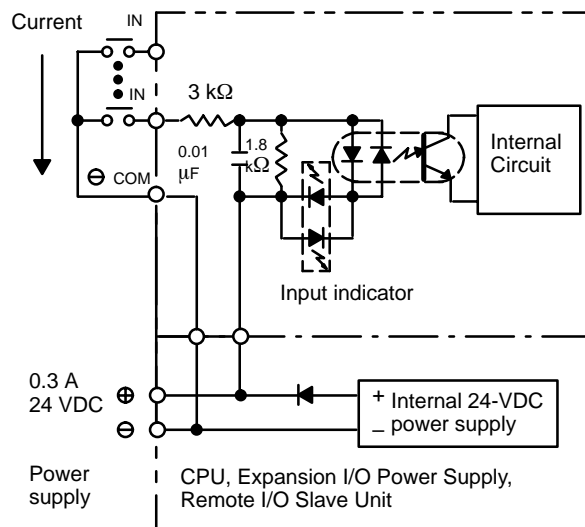 Current
IN
IN
3 kΩ
0.01
μF
1.8
kΩ
⊖ COM
Internal
Circuit
Input indicator
0.3 A
24 VDC
⊕
⊖
+ Internal 24-VDC
– power supply
Power
supply
CPU, Expansion I/O Power Supply,
Remote I/O Slave Unit